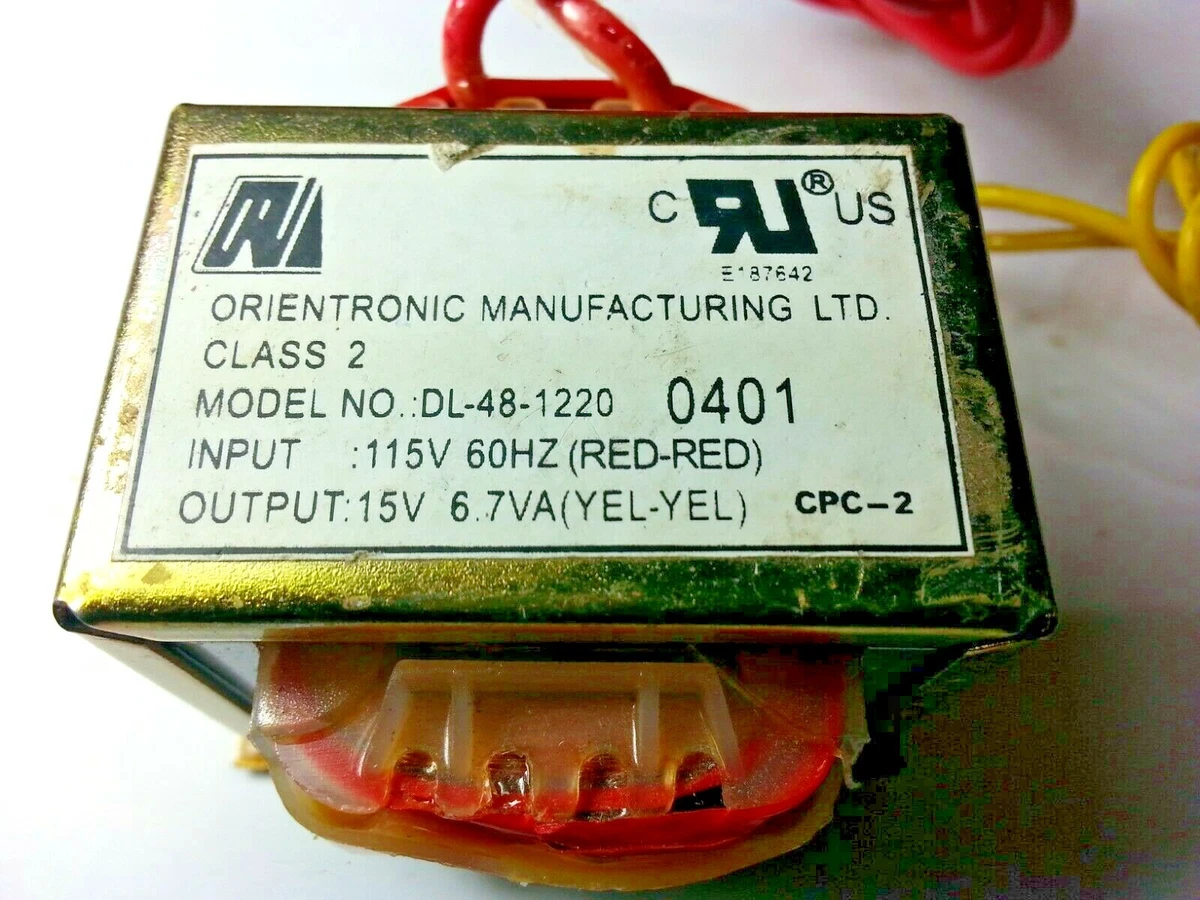 C RU® US
E187642
ORIENTRONIC MANUFACTURING LTD.
CLASS 2
MODEL NO.:DL-48-1220 0401
INPUT :115V 60HZ (RED-RED)
OUTPUT:15V 6.7VA(YEL-YEL) CPC-2